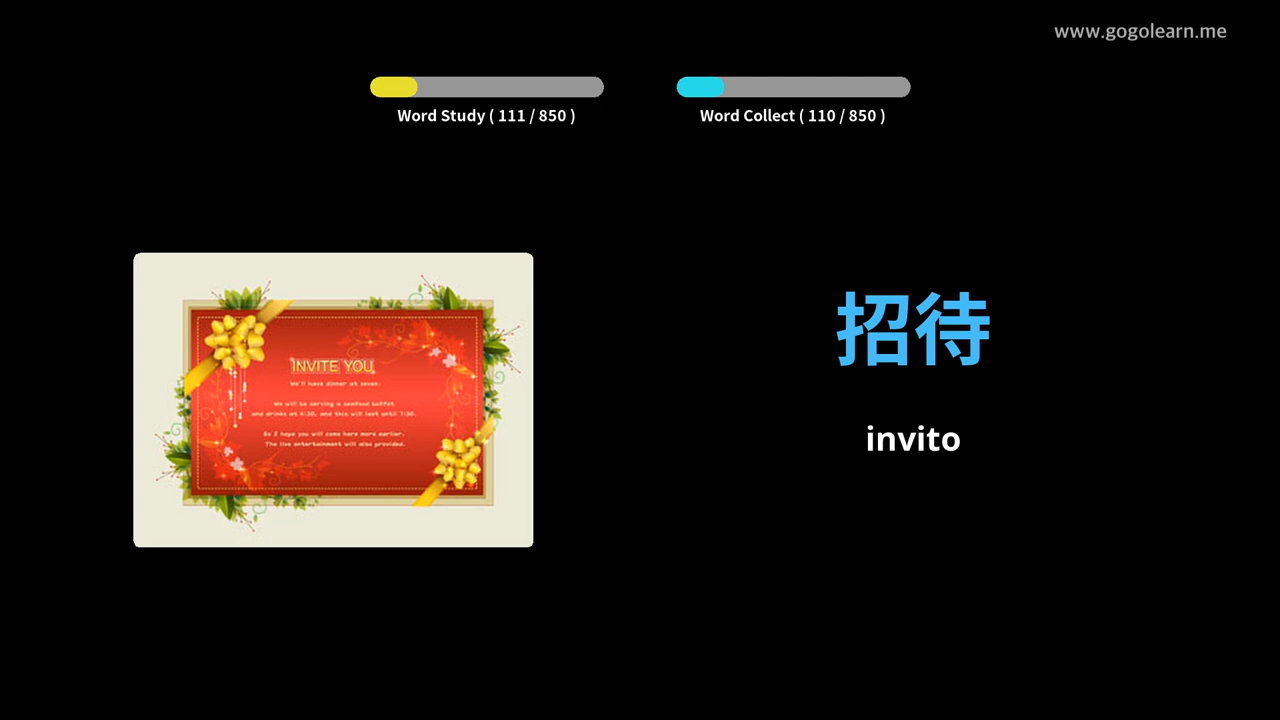 www.gogolearn.me
Word Study ( 111 / 850 )
Word Collect ( 110 / 850 )
INVITE YOU
We'll have dinner at seven.
We will be serving a seafood buffet
and drinks at 6:30, and this will last until 7:30.
So I hope you will come here more earlier.
The live entertainment will also provided.
招待
invito